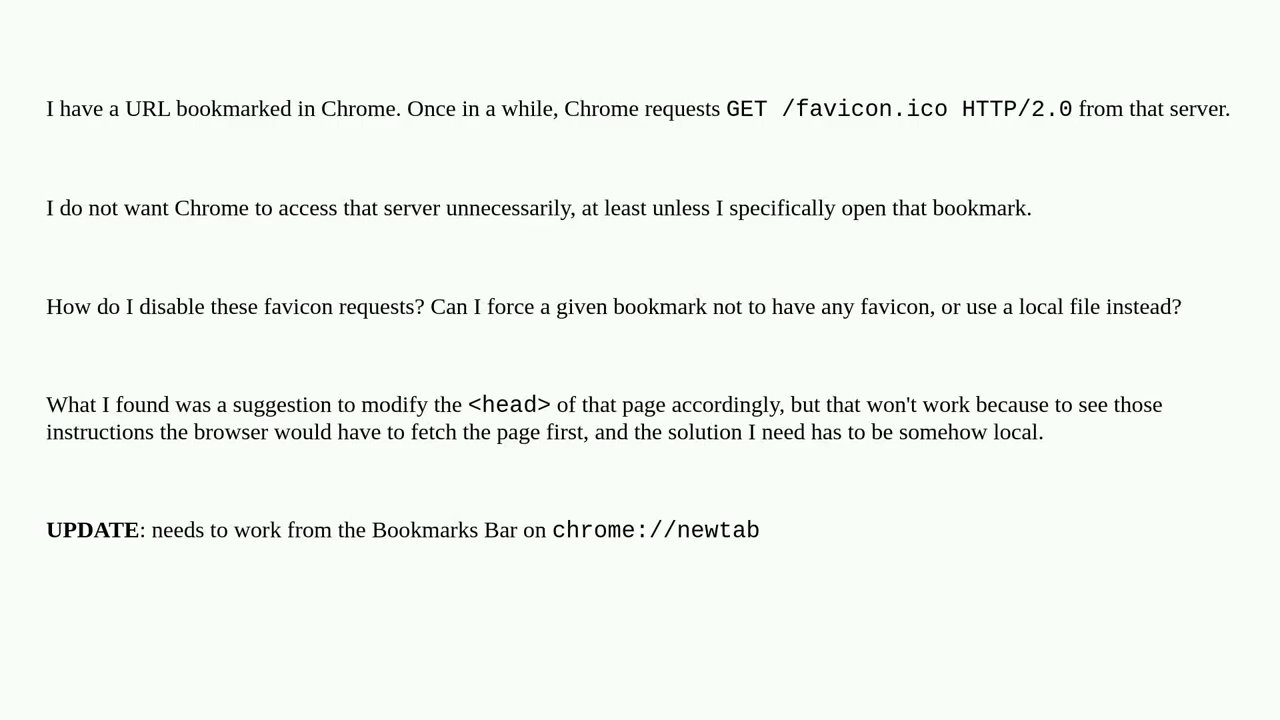 I have a URL bookmarked in Chrome. Once in a while, Chrome requests GET /favicon.ico HTTP/2.0 from that server.
I do not want Chrome to access that server unnecessarily, at least unless I specifically open that bookmark.
How do I disable these favicon requests? Can I force a given bookmark not to have any favicon, or use a local file instead?
What I found was a suggestion to modify the <head> of that page accordingly, but that won't work because to see those
instructions the browser would have to fetch the page first, and the solution I need has to be somehow local.
UPDATE: needs to work from the Bookmarks Bar on chrome://newtab